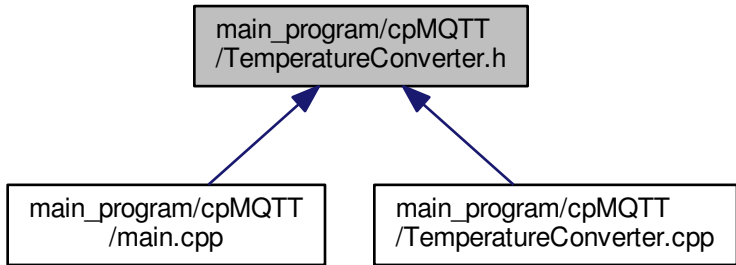 main_program/cpMQTT
/TemperatureConverter.h
main_program/cpMQTT
/main.cpp
main_program/cpMQTT
/TemperatureConverter.cpp